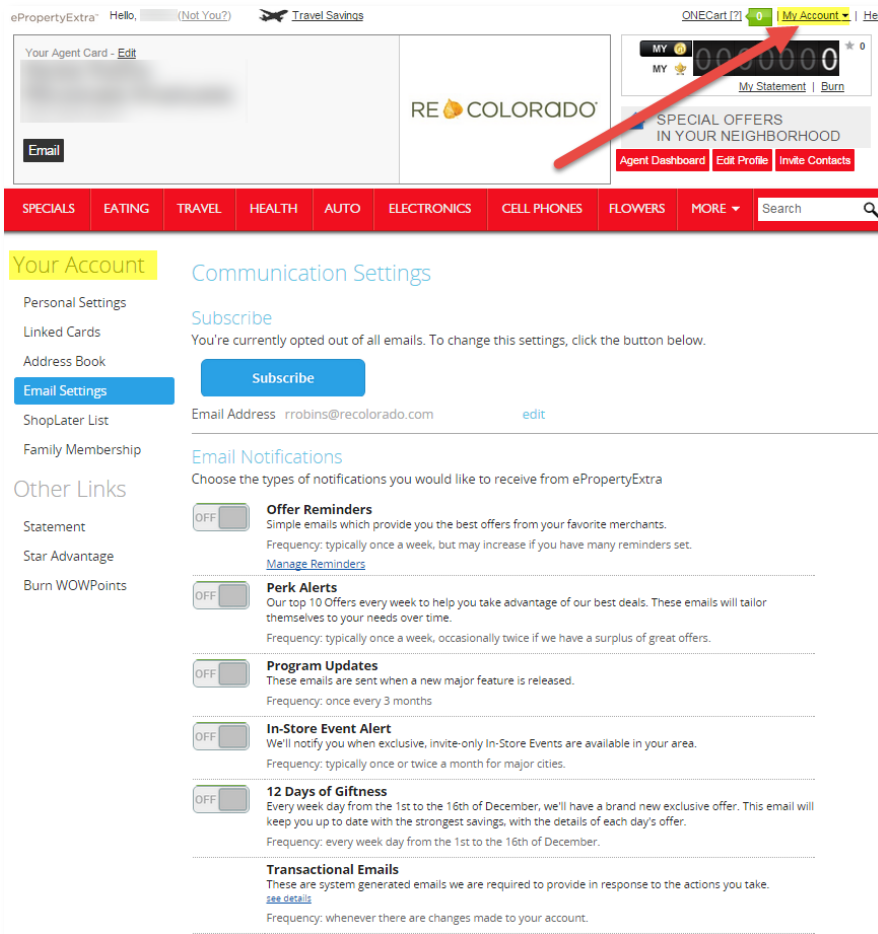 ePropertyExtra™ Hello, (Not You?) Travel Savings ONECart [?] 0 | My Account | He
Your Agent Card - Edit
Email
RE COLORADO
MY
MY
0000000
0
My Statement | Burn
SPECIAL OFFERS
IN YOUR NEIGHBORHOOD
Agent Dashboard Edit Profile Invite Contacts
SPECIALS EATING TRAVEL HEALTH AUTO ELECTRONICS CELL PHONES FLOWERS MORE Search
Your Account
Personal Settings
Linked Cards
Address Book
Email Settings
ShopLater List
Family Membership
Other Links
Statement
Star Advantage
Burn WOWPoints
Communication Settings
Subscribe
You're currently opted out of all emails. To change this settings, click the button below.
Subscribe
Email Address rrobins@recolorado.com edit
Email Notifications
Choose the types of notifications you would like to receive from ePropertyExtra
OFF
Offer Reminders
Simple emails which provide you the best offers from your favorite merchants.
Frequency: typically once a week, but may increase if you have many reminders set.
Manage Reminders
OFF
Perk Alerts
Our top 10 Offers every week to help you take advantage of our best deals. These emails will tailor
themselves to your needs over time.
Frequency: typically once a week, occasionally twice if we have a surplus of great offers.
OFF
Program Updates
These emails are sent when a new major feature is released.
Frequency: once every 3 months
OFF
In-Store Event Alert
We'll notify you when exclusive, invite-only In-Store Events are available in your area.
Frequency: typically once or twice a month for major cities.
OFF
12 Days of Giftness
Every week day from the 1st to the 16th of December, we'll have a brand new exclusive offer. This email will
keep you up to date with the strongest savings, with the details of each day's offer.
Frequency: every week day from the 1st to the 16th of December.
Transactional Emails
These are system generated emails we are required to provide in response to the actions you take.
see details
Frequency: whenever there are changes made to your account.